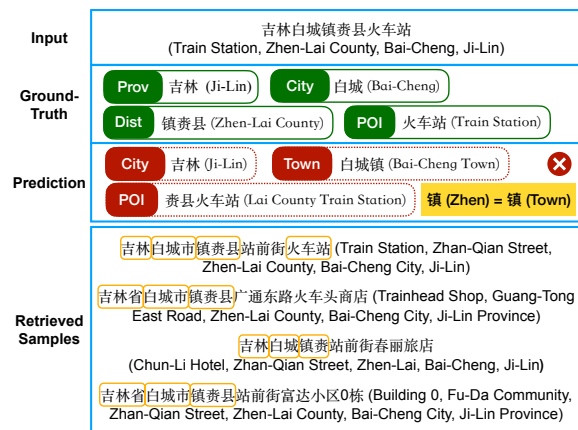 Input
吉林白城镇赉县火车站
(Train Station, Zhen-Lai County, Bai-Cheng, Ji-Lin)
Ground-
Truth
Prov 吉林 (Ji-Lin) City 白城 (Bai-Cheng)
Dist 镇赉县 (Zhen-Lai County) POI 火车站 (Train Station)
Prediction
City 吉林 (Ji-Lin) Town 白城镇 (Bai-Cheng Town)
POI 赉县火车站 (Lai County Train Station) 镇 (Zhen) = 镇 (Town)
Retrieved
Samples
吉林白城市镇赉县站前街火车站 (Train Station, Zhan-Qian Street,
Zhen-Lai County, Bai-Cheng City, Ji-Lin)
吉林省白城市镇赉县广通东路火车头商店 (Trainhead Shop, Guang-Tong
East Road, Zhen-Lai County, Bai-Cheng City, Ji-Lin Province)
吉林白城镇赉站前街春丽旅店
(Chun-Li Hotel, Zhan-Qian Street, Zhen-Lai, Bai-Cheng, Ji-Lin)
吉林省白城市镇赉县站前街富达小区0栋 (Building 0, Fu-Da Community,
Zhan-Qian Street, Zhen-Lai County, Bai-Cheng City, Ji-Lin Province)